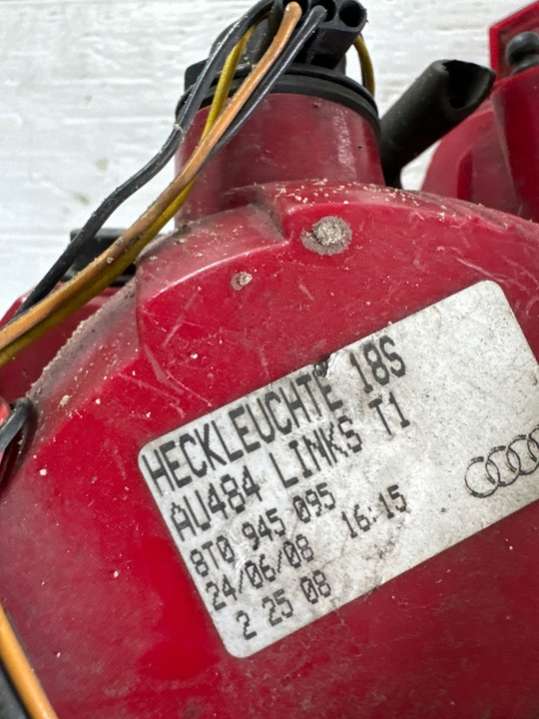 HECKLEUCHTE 18S
AU484 LINKS T1
8T0 945 095
24/06/08 16:15
2 25 08